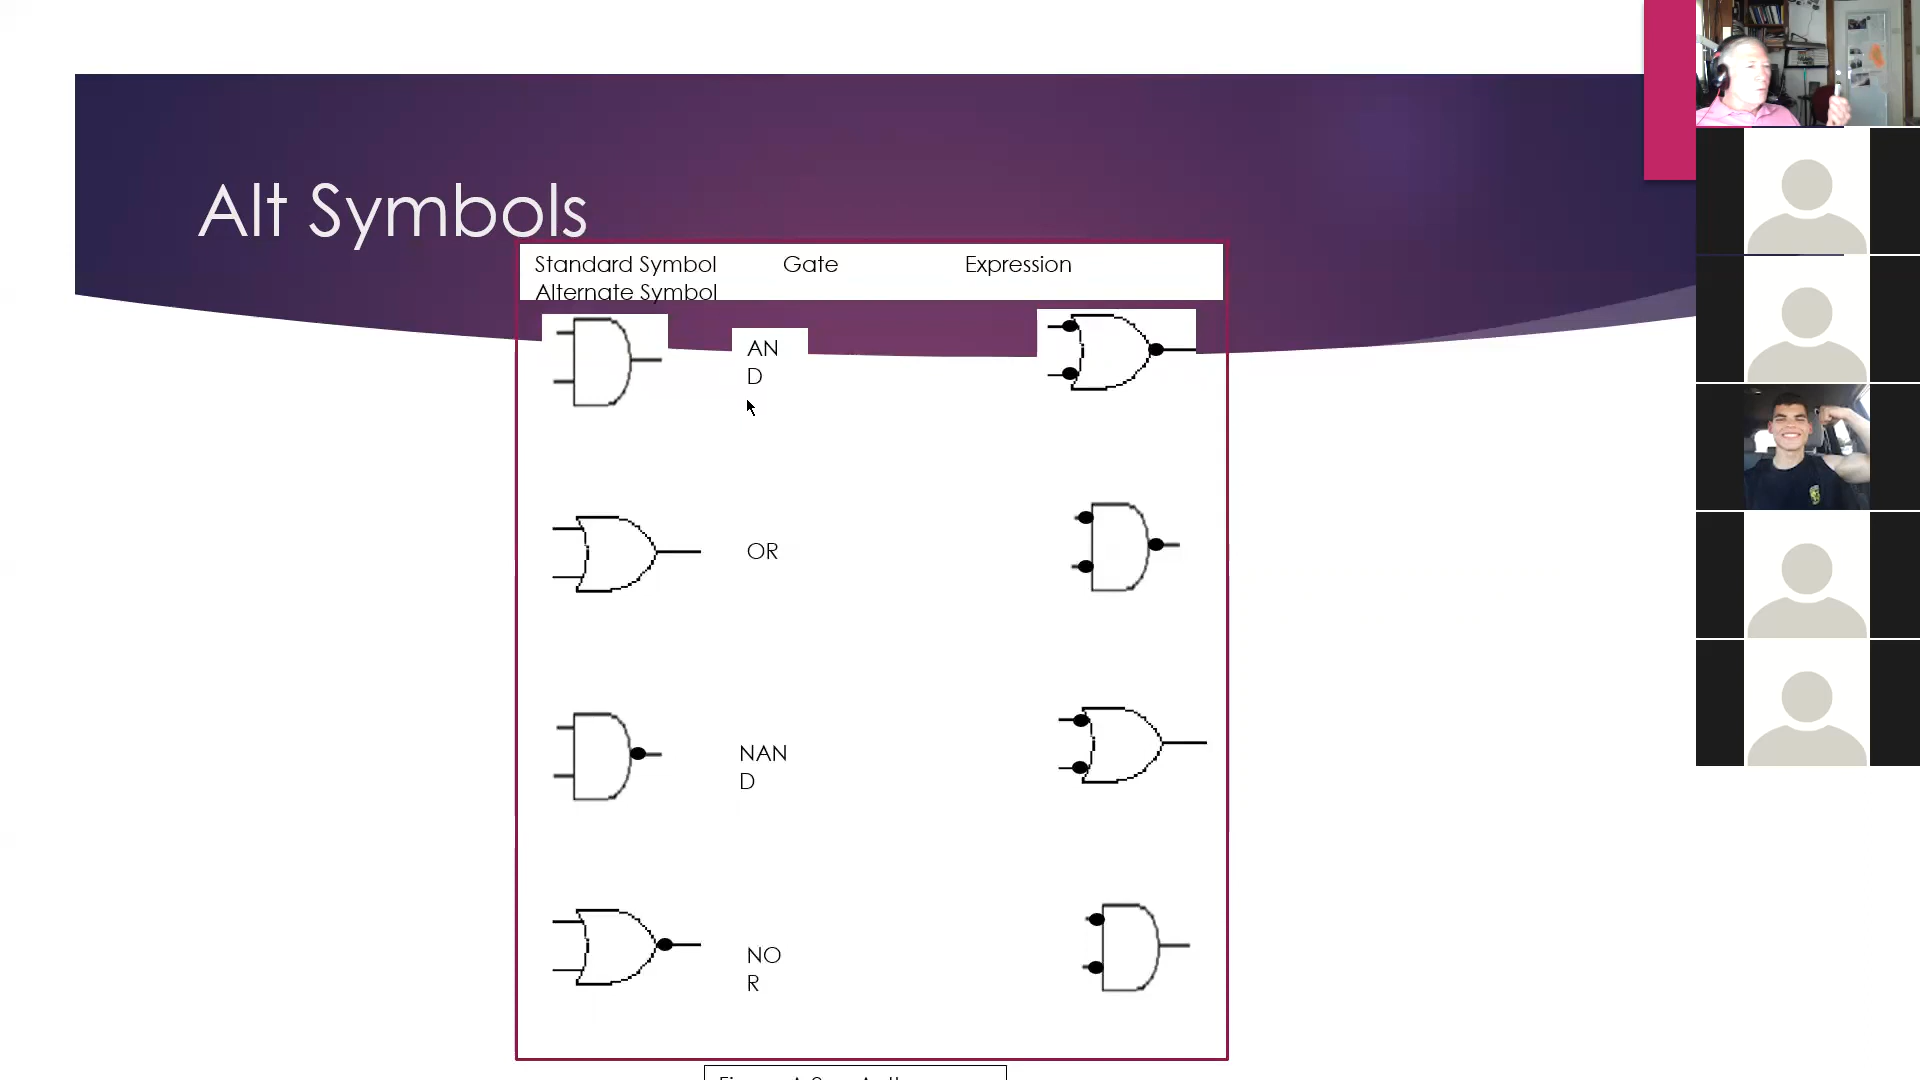 Alt Symbols
Standard Symbol Gate Expression
Alternate Symbol
AN
D
OR
NAN
D
NO
R